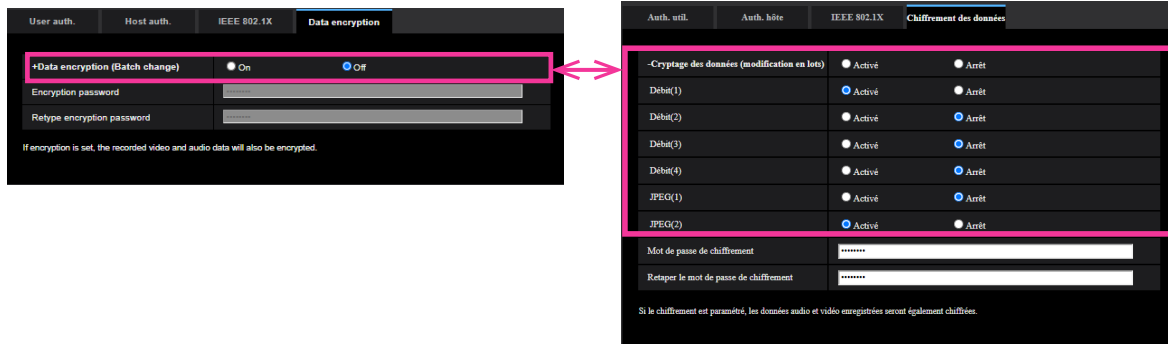 User auth. Host auth. IEEE 802.1X Data encryption
+Data encryption (Batch change) On Off
Encryption password ••••••••
Retype encryption password ••••••••
If encryption is set, the recorded video and audio data will also be encrypted.
Auth. util. Auth. hôte IEEE 802.1X Chiffrement des données
-Cryptage des données (modification en lots) Activé Arrêt
Débit(1) Activé Arrêt
Débit(2) Activé Arrêt
Débit(3) Activé Arrêt
Débit(4) Activé Arrêt
JPEG(1) Activé Arrêt
JPEG(2) Activé Arrêt
Mot de passe de chiffrement ••••••••
Retaper le mot de passe de chiffrement ••••••••
Si le chiffrement est paramétré, les données audio et vidéo enregistrées seront également chiffrées.